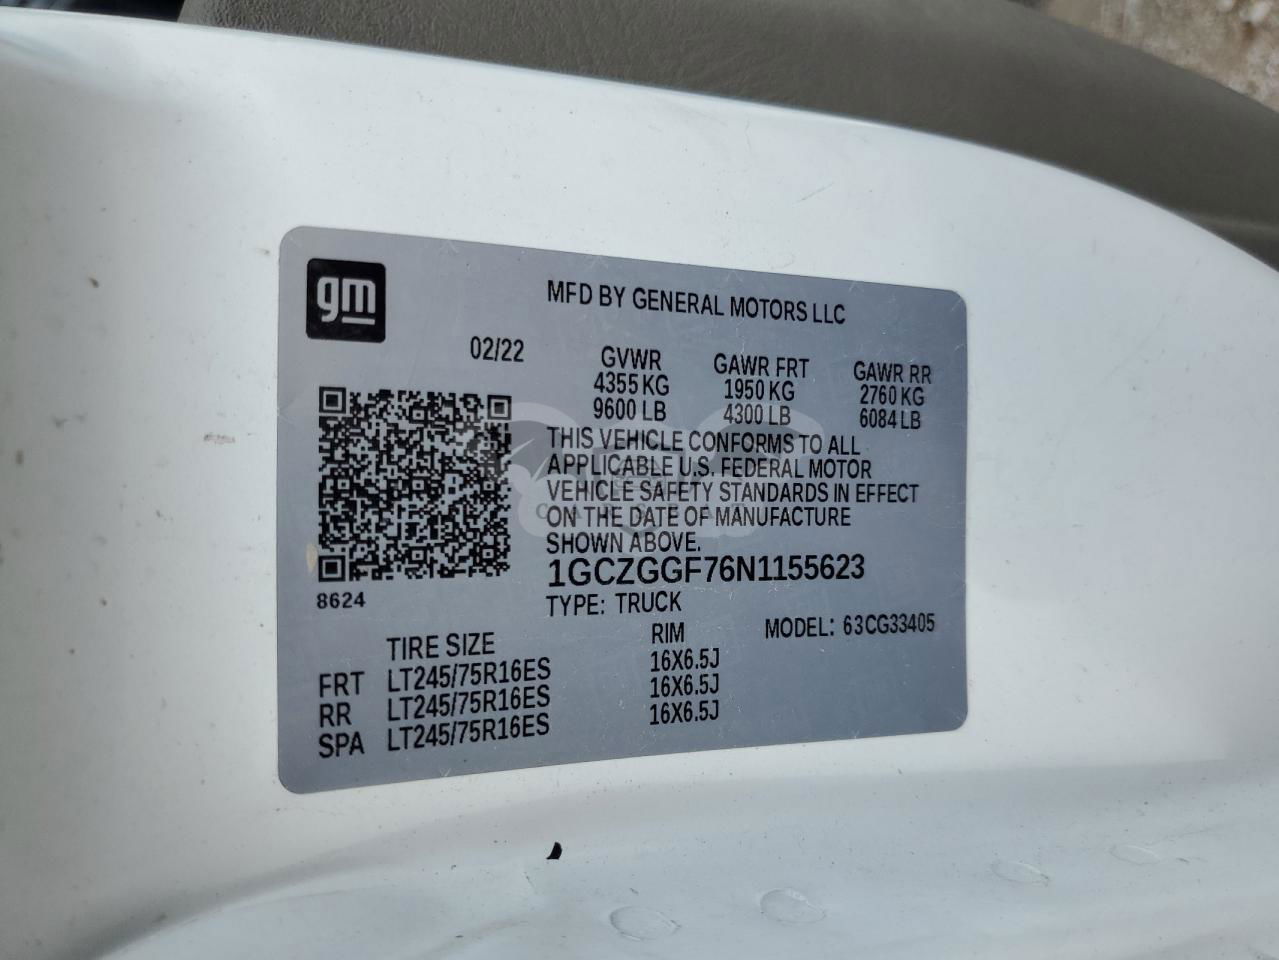 gm
MFD BY GENERAL MOTORS LLC
02/22
GVWR GAWR FRT GAWR RR
4355 KG 1950 KG 2760 KG
9600 LB 4300 LB 6084 LB
THIS VEHICLE CONFORMS TO ALL
APPLICABLE U.S. FEDERAL MOTOR
VEHICLE SAFETY STANDARDS IN EFFECT
ON THE DATE OF MANUFACTURE
SHOWN ABOVE.
8624
1GCZGGF76N1155623
TYPE: TRUCK
TIRE SIZE RIM MODEL: 63CG33405
FRT LT245/75R16ES 16X6.5J
RR LT245/75R16ES 16X6.5J
SPA LT245/75R16ES 16X6.5J